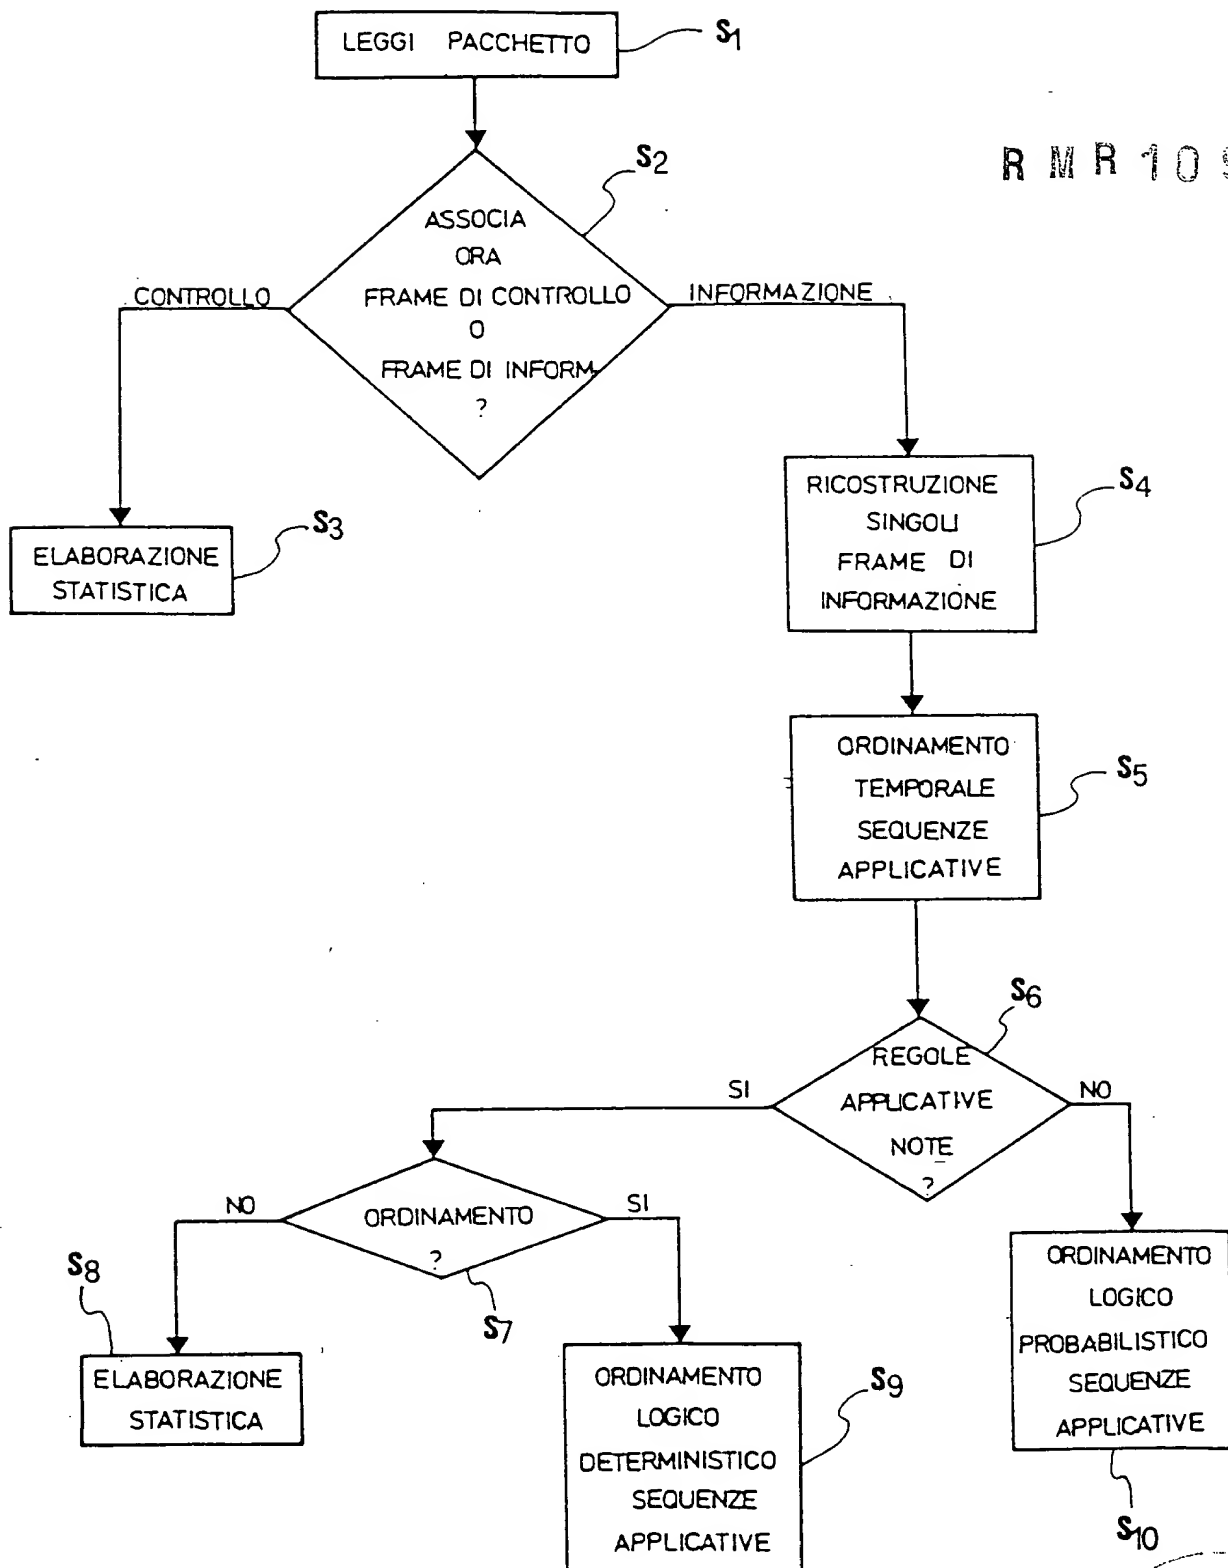 LEGGI PACCHETTO
S1
RMR 109
S2
ASSOCIA
ORA
FRAME DI CONTROLLO
O
FRAME DI INFORM.
?
CONTROLLO
INFORMAZIONE
S3
ELABORAZIONE
STATISTICA
S4
RICOSTRUZIONE
SINGOLI
FRAME DI
INFORMAZIONE
S5
ORDINAMENTO
TEMPORALE
SEQUENZE
APPLICATIVE
S6
REGOLE
APPLICATIVE
NOTE
?
SI
NO
ORDINAMENTO
?
NO
SI
S7
S8
ELABORAZIONE
STATISTICA
S9
ORDINAMENTO
LOGICO
DETERMINISTICO
SEQUENZE
APPLICATIVE
ORDINAMENTO
LOGICO
PROBABILISTICO
SEQUENZE
APPLICATIVE
S10